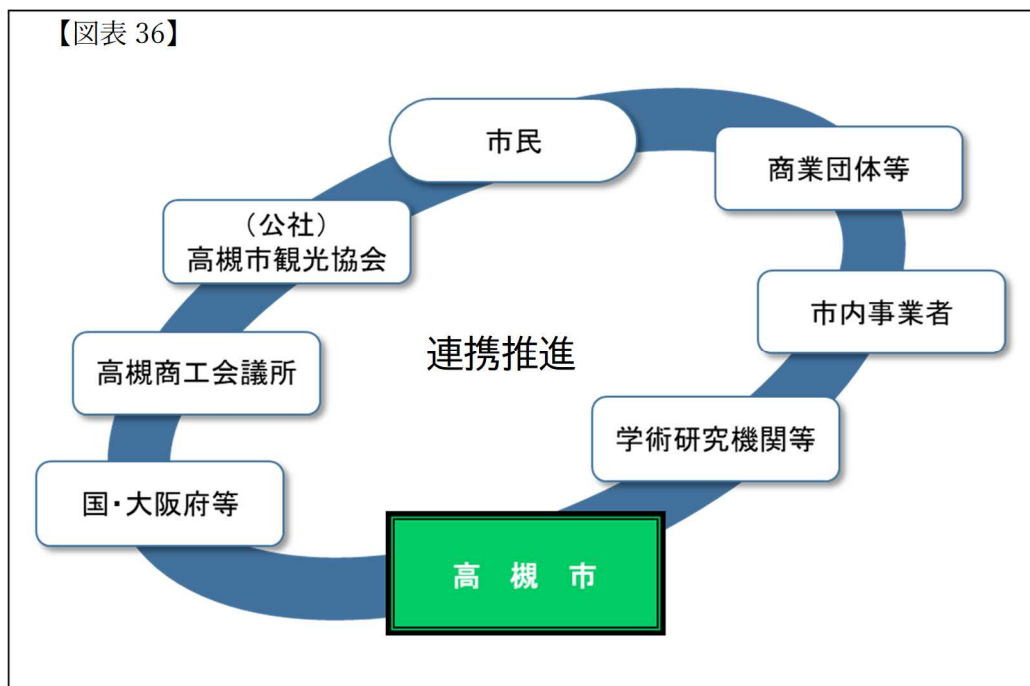 【図表 36】
市民
商業団体等
（公社）
高槻市観光協会
市内事業者
連携推進
高槻商工会議所
学術研究機関等
国・大阪府等
高 槻 市